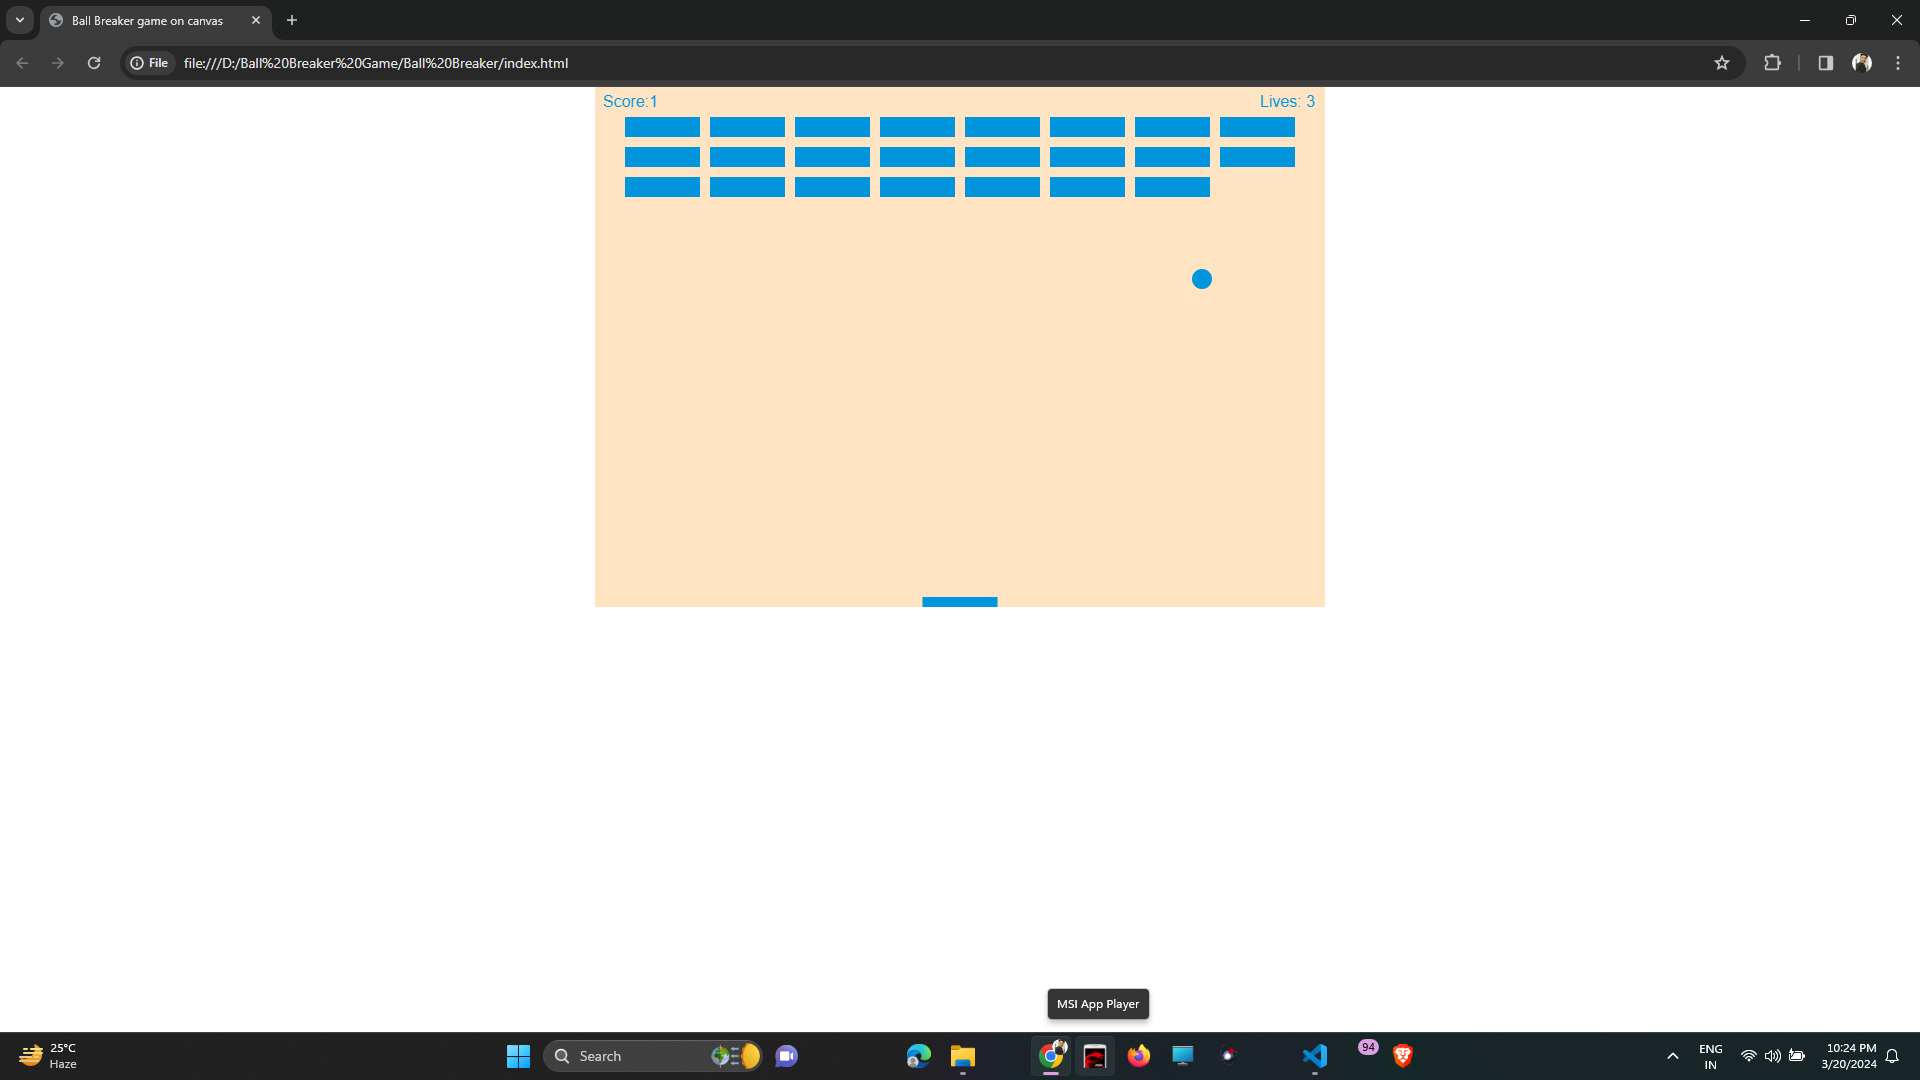 Ball Breaker game on canvas
File file:///D:/Ball%20Breaker%20Game/Ball%20Breaker/index.html
Score:1 Lives: 3
MSI App Player
25°C
Haze
Search
94
ENG
IN
10:24 PM
3/20/2024